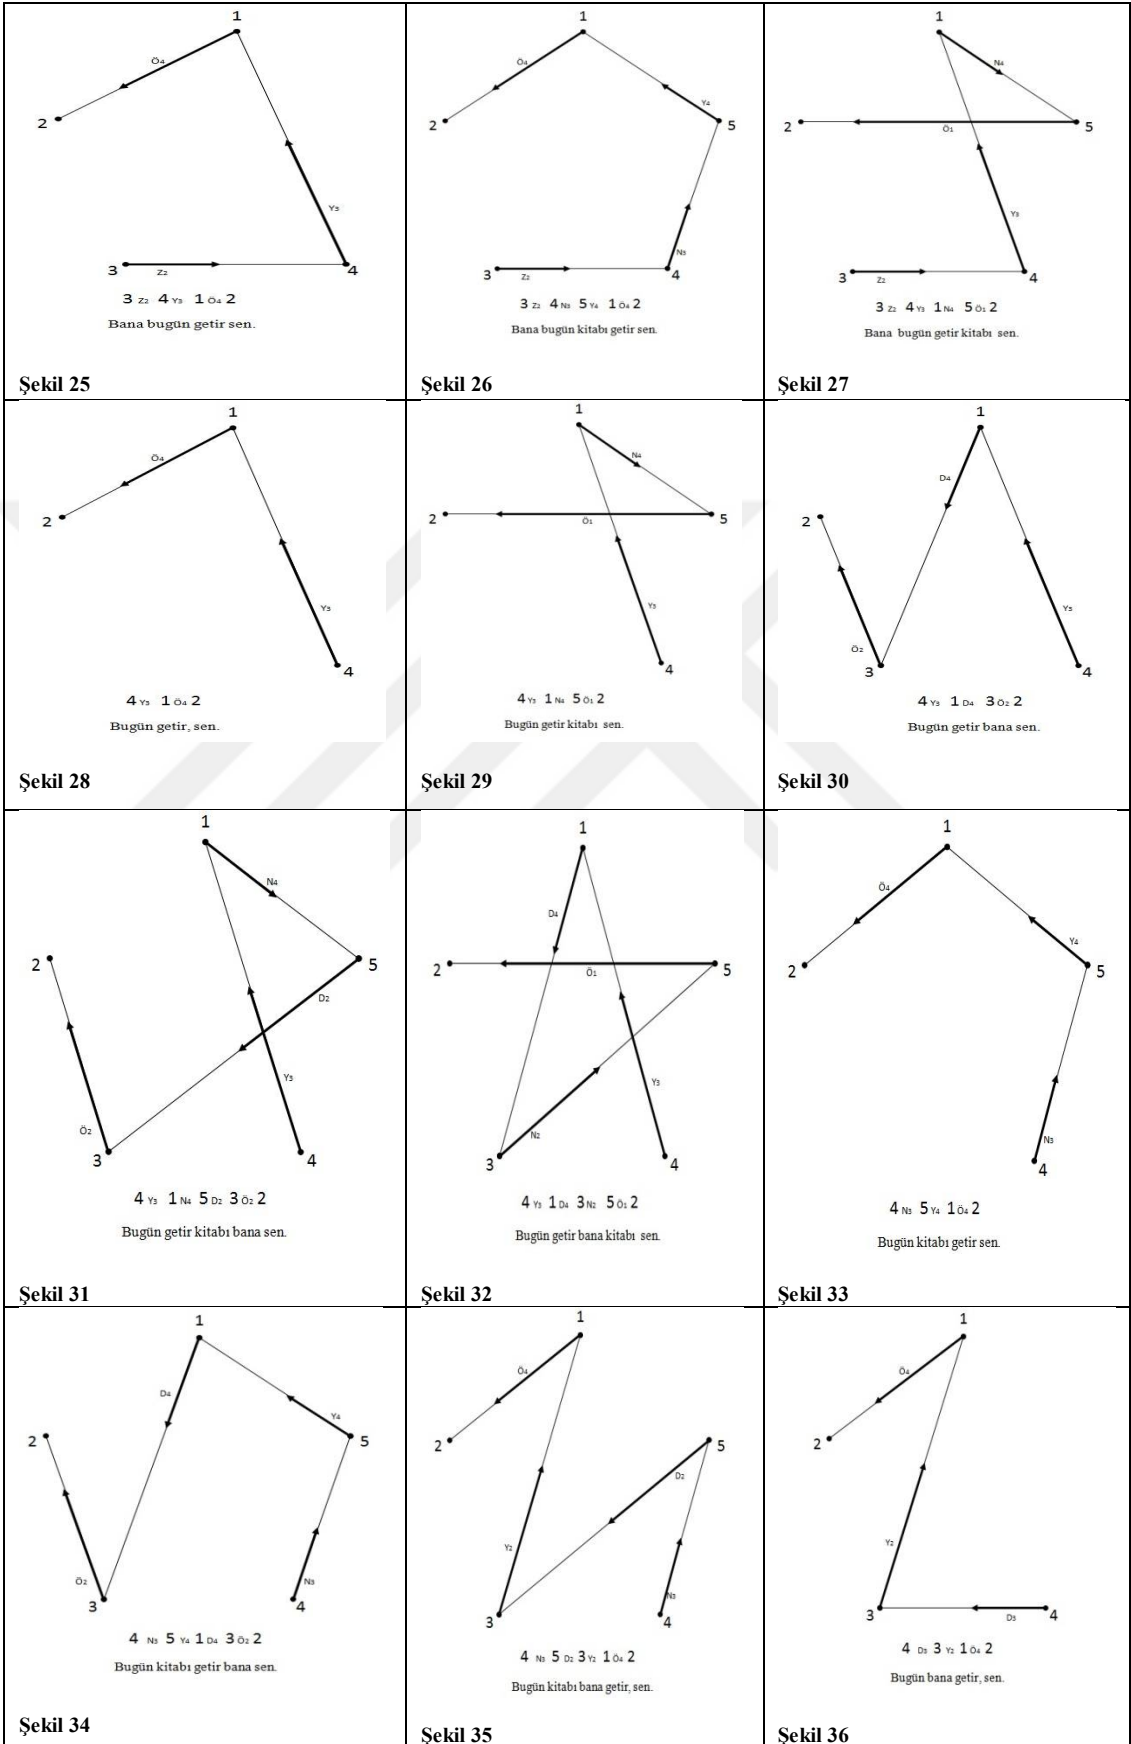 1
Ö4
2
Y3
3
Z2
4
3 Z2 4 Y3 1 Ö4 2
Bana bugün getir sen.
Şekil 25
1
Ö4
Y4
2
5
N3
3
Z2
4
3 Z2 4 N3 5 Y4 1 Ö4 2
Bana bugün kitabı getir sen.
Şekil 26
1
N4
2
Ö1
5
Y3
3
Z2
4
3 Z2 4 Y3 1 N4 5 Ö1 2
Bana bugün getir kitabı sen.
Şekil 27
1
Ö4
2
Y3
4
4 Y3 1 Ö4 2
Bugün getir, sen.
Şekil 28
1
N4
2
Ö1
5
Y3
4
4 Y3 1 N4 5 Ö1 2
Bugün getir kitabı sen.
Şekil 29
1
D4
2
Y3
Ö2
3
4
4 Y3 1 D4 3 Ö2 2
Bugün getir bana sen.
Şekil 30
1
N4
2
5
D2
Y3
Ö2
3
4
4 Y3 1 N4 5 D2 3 Ö2 2
Bugün getir kitabı bana sen.
Şekil 31
1
D4
2
Ö1
5
Y3
N2
3
4
4 Y3 1 D4 3 N2 5 Ö1 2
Bugün getir bana kitabı sen.
Şekil 32
1
Ö4
Y4
2
5
N3
4
4 N3 5 Y4 1 Ö4 2
Bugün kitabı getir sen.
Şekil 33
1
D4
Y4
2
5
Ö2
N3
3
4
4 N3 5 Y4 1 D4 3 Ö2 2
Bugün kitabı getir bana sen.
Şekil 34
1
Ö4
2
5
D2
Y2
N3
3
4
4 N3 5 D2 3 Y2 1 Ö4 2
Bugün kitabı bana getir, sen.
Şekil 35
1
Ö4
2
Y2
3
D3
4
4 D3 3 Y2 1 Ö4 2
Bugün bana getir, sen.
Şekil 36